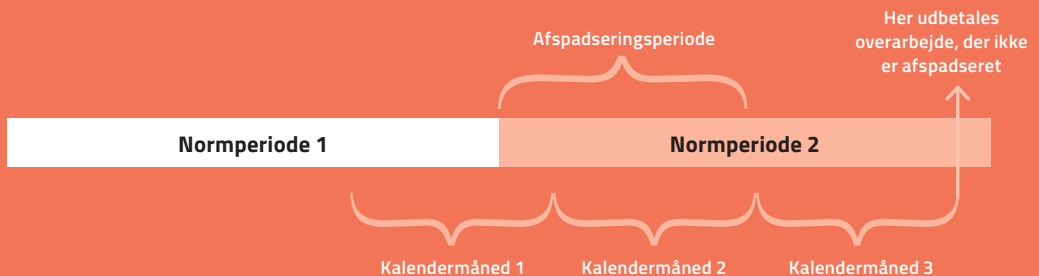 Her udbetales
overarbejde, der ikke
er afspadseret
Afspadseringsperiode
Normperiode 1
Normperiode 2
Kalendermåned 1
Kalendermåned 2
Kalendermåned 3